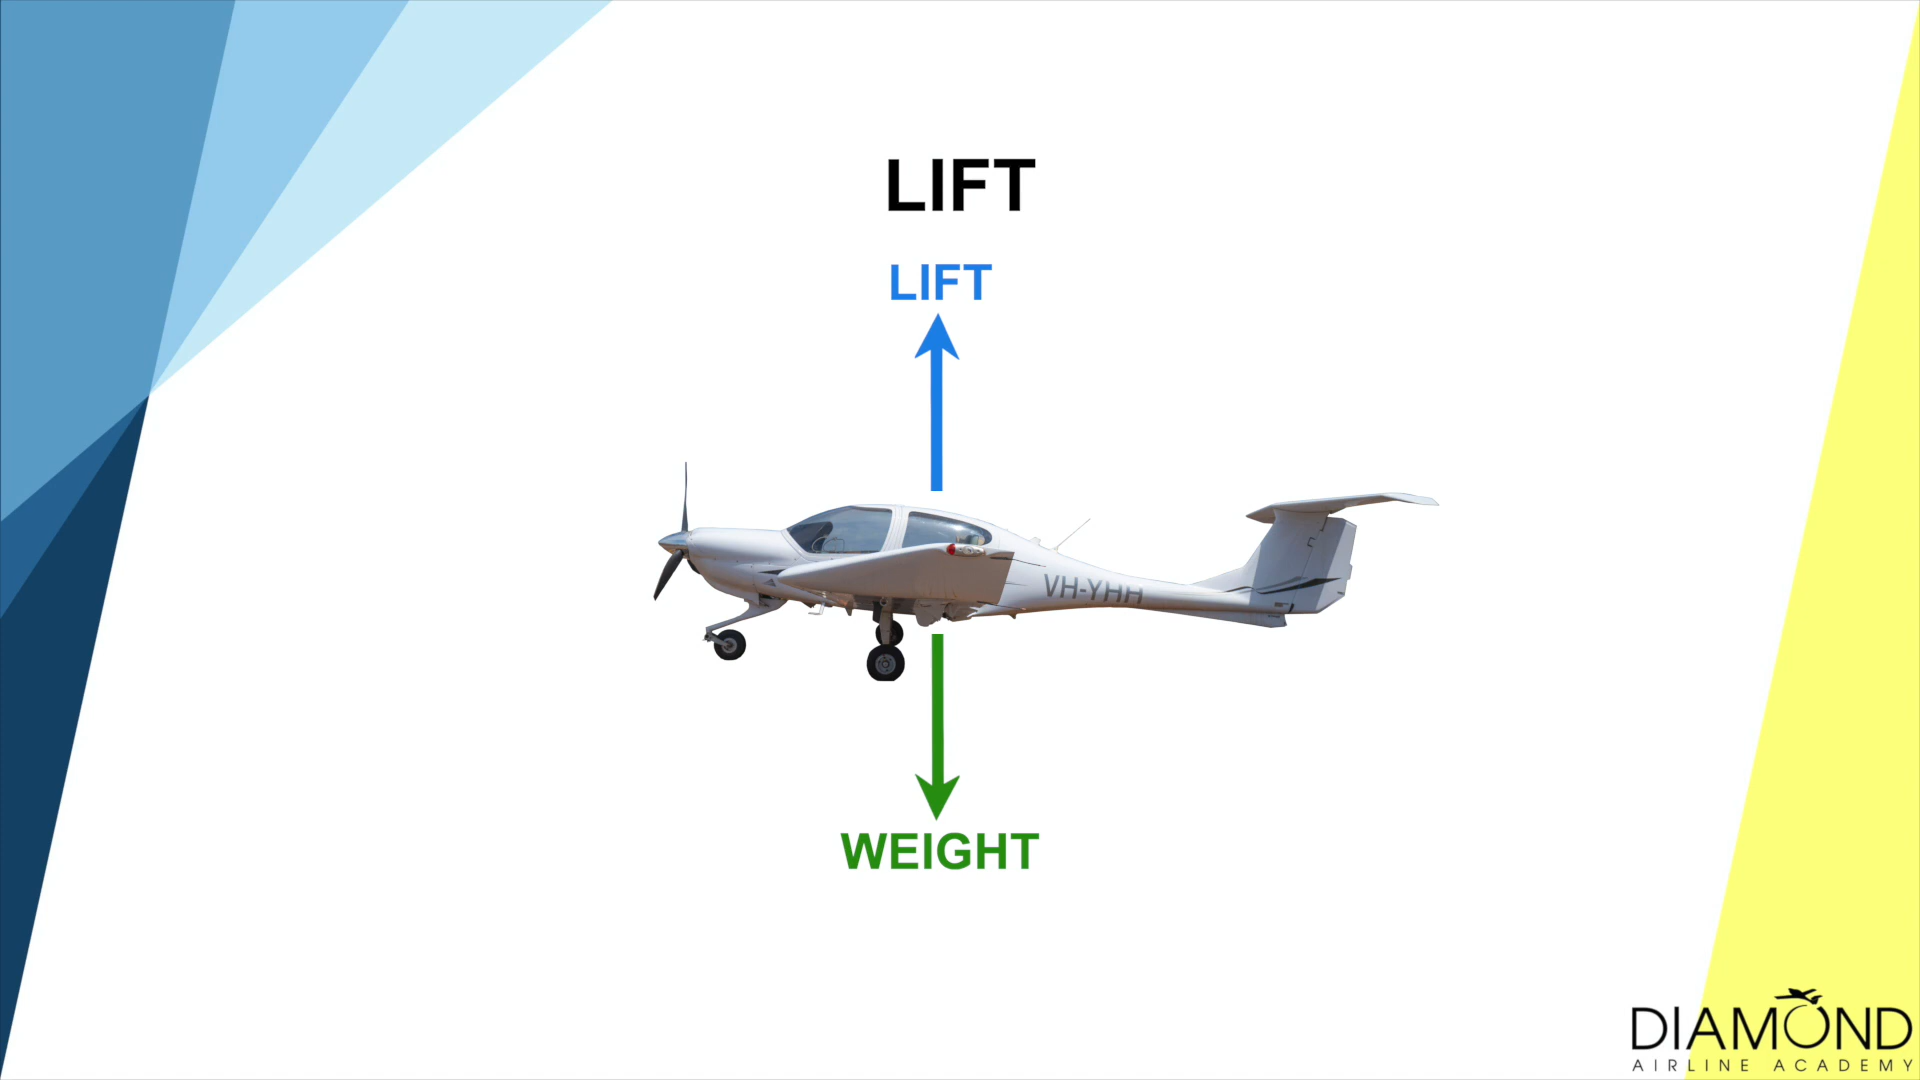 LIFT
LIFT
VH-YHH
WEIGHT
DIAMOND
AIRLINE ACADEMY